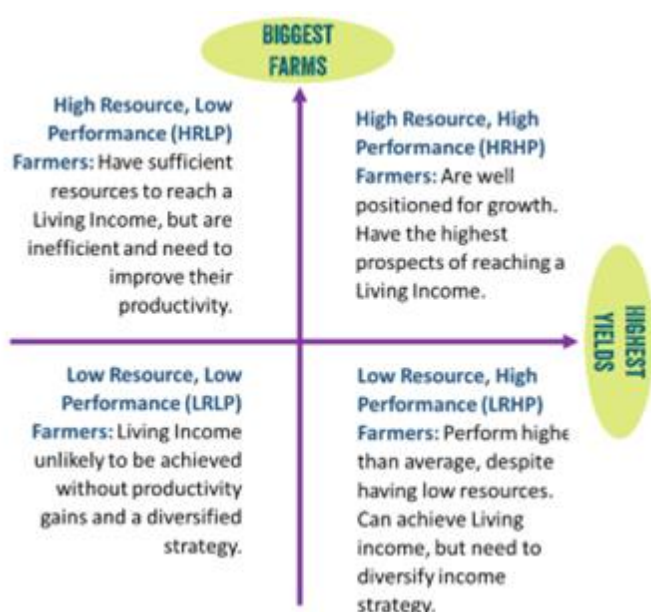 BIGGEST
FARMS
High Resource, Low
Performance (HRLP)
Farmers: Have sufficient
resources to reach a
Living Income, but are
inefficient and need to
improve their
productivity.
High Resource, High
Performance (HRHP)
Farmers: Are well
positioned for growth.
Have the highest
prospects of reaching a
Living Income.
HIGHEST
YIELDS
Low Resource, Low
Performance (LRLP)
Farmers: Living Income
unlikely to be achieved
without productivity
gains and a diversified
strategy.
Low Resource, High
Performance (LRHP)
Farmers: Perform highe
than average, despite
having low resources.
Can achieve Living
income, but need to
diversify income
strategy.